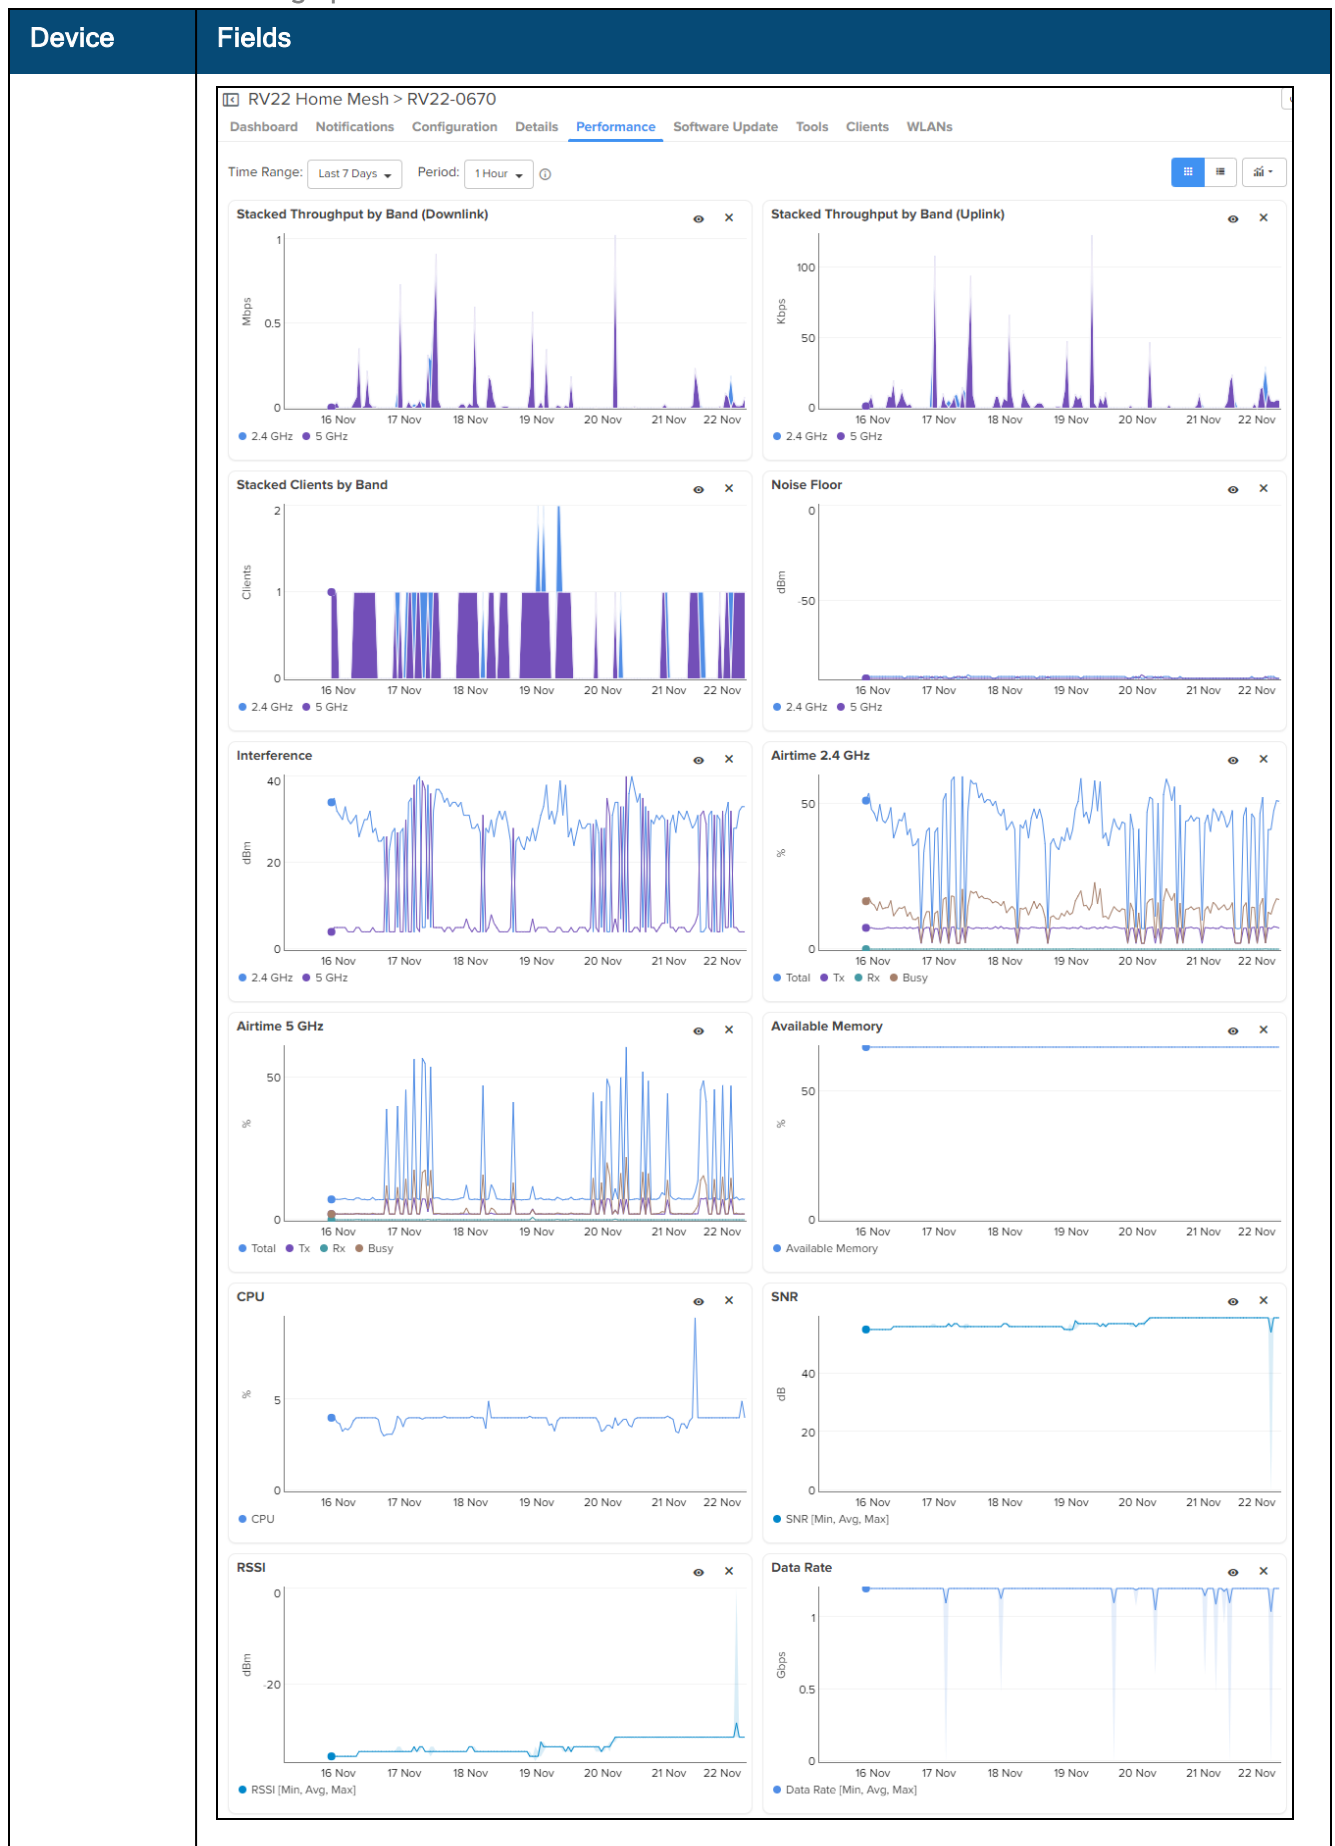 Device Fields
RV22 Home Mesh > RV22-0670
Dashboard Notifications Configuration Details Performance Software Update Tools Clients WLANs
Time Range: Last 7 Days Period: 1 Hour
Stacked Throughput by Band (Downlink)
1
0.5
0
Mbps
16 Nov 17 Nov 18 Nov 19 Nov 20 Nov 21 Nov 22 Nov
2.4 GHz 5 GHz
Stacked Throughput by Band (Uplink)
100
50
0
Kbps
16 Nov 17 Nov 18 Nov 19 Nov 20 Nov 21 Nov 22 Nov
2.4 GHz 5 GHz
Stacked Clients by Band
2
1
0
Clients
16 Nov 17 Nov 18 Nov 19 Nov 20 Nov 21 Nov 22 Nov
2.4 GHz 5 GHz
Noise Floor
0
-50
dBm
16 Nov 17 Nov 18 Nov 19 Nov 20 Nov 21 Nov 22 Nov
2.4 GHz 5 GHz
Interference
40
20
0
dBm
16 Nov 17 Nov 18 Nov 19 Nov 20 Nov 21 Nov 22 Nov
2.4 GHz 5 GHz
Airtime 2.4 GHz
50
0
%
16 Nov 17 Nov 18 Nov 19 Nov 20 Nov 21 Nov 22 Nov
Total Tx Rx Busy
Airtime 5 GHz
50
0
%
16 Nov 17 Nov 18 Nov 19 Nov 20 Nov 21 Nov 22 Nov
Total Tx Rx Busy
Available Memory
50
0
%
16 Nov 17 Nov 18 Nov 19 Nov 20 Nov 21 Nov 22 Nov
Available Memory
CPU
5
0
%
16 Nov 17 Nov 18 Nov 19 Nov 20 Nov 21 Nov 22 Nov
CPU
SNR
40
20
0
dB
16 Nov 17 Nov 18 Nov 19 Nov 20 Nov 21 Nov 22 Nov
SNR [Min, Avg, Max]
RSSI
0
-20
dBm
16 Nov 17 Nov 18 Nov 19 Nov 20 Nov 21 Nov 22 Nov
RSSI [Min, Avg, Max]
Data Rate
1
0.5
0
Gbps
16 Nov 17 Nov 18 Nov 19 Nov 20 Nov 21 Nov 22 Nov
Data Rate [Min, Avg, Max]